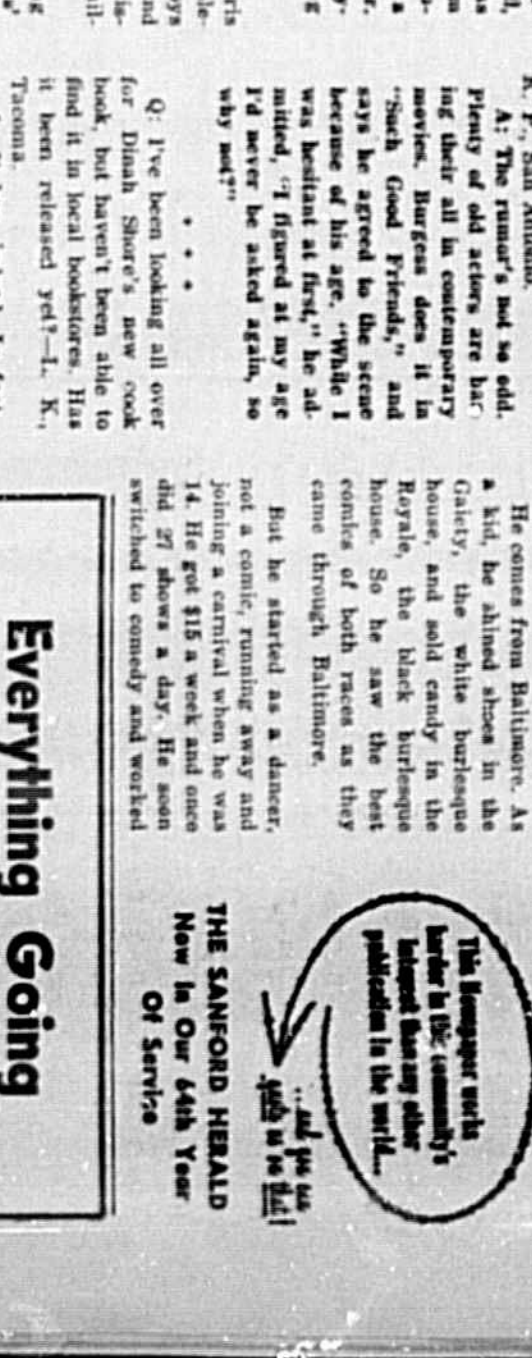 A: The rumor's not so odd.
Plenty of old actors are bar-
ing their all in contemporary
movies. Burgess does it in
"Such Good Friends," and
says he agreed to the scene
because of his age. "While I
was hesitant at first," he ad-
mitted, "I figured at my age
I'd never be asked again, so
why not?"
* * *
Q: I've been looking all over
for Dinah Shore's new cook
book, but haven't been able to
find it in local bookstores. Has
it been released yet?—L. K.,
Tacoma.
He comes from Baltimore. As
a kid, he shined shoes in the
Gaiety, the white burlesque
house, and sold candy in the
Royale, the black burlesque
house. So he saw the best
comics of both races as they
came through Baltimore.
But he started as a dancer,
not a comic, running away and
joining a carnival when he was
14. He got $15 a week and once
did 27 shows a day. He soon
switched to comedy and worked
This Newspaper works
harder in this community's
interest than any other
publication in the world...
...and you can
quote us on that!
THE SANFORD HERALD
Now In Our 64th Year
Of Service
Everything Going